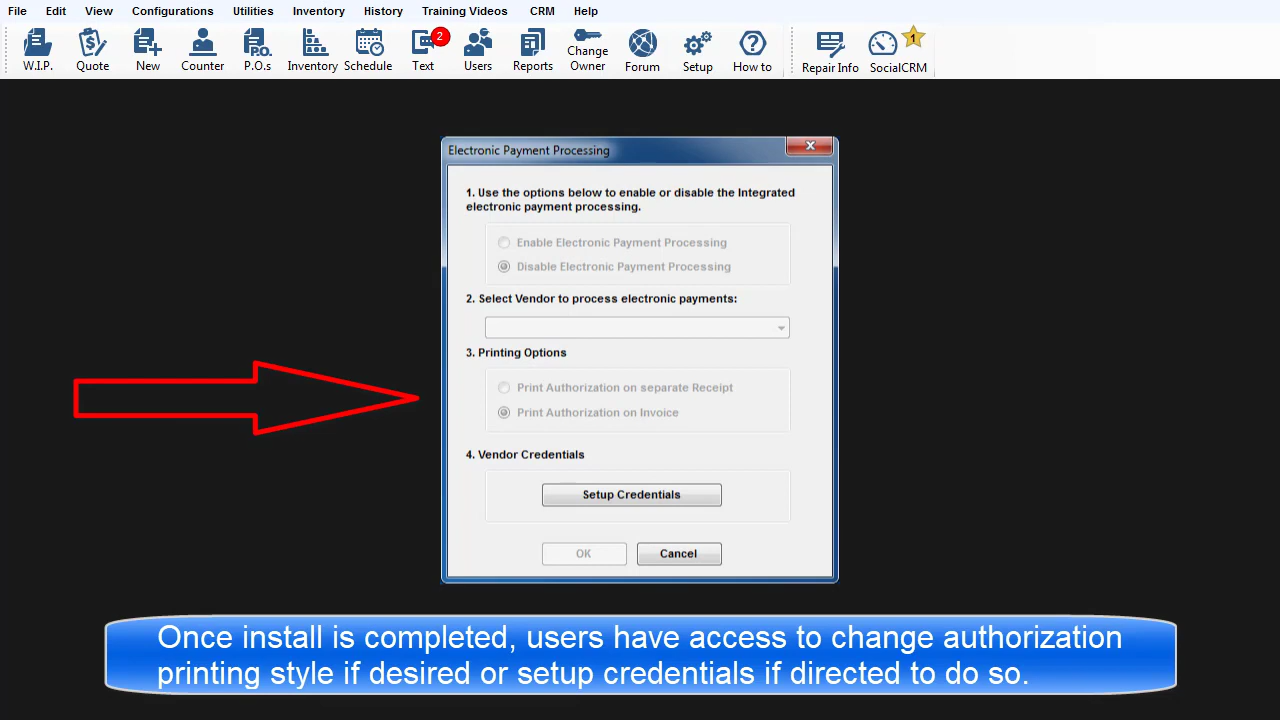 File Edit View Configurations Utilities Inventory History Training Videos CRM Help
W.I.P. Quote New Counter P.O.s Inventory Schedule Text Users Reports Change Owner Forum Setup How to Repair Info SocialCRM
P.O. 2 1
Electronic Payment Processing
1. Use the options below to enable or disable the Integrated
electronic payment processing.
Enable Electronic Payment Processing
Disable Electronic Payment Processing
2. Select Vendor to process electronic payments:
3. Printing Options
Print Authorization on separate Receipt
Print Authorization on Invoice
4. Vendor Credentials
Setup Credentials
OK Cancel
Once install is completed, users have access to change authorization
printing style if desired or setup credentials if directed to do so.